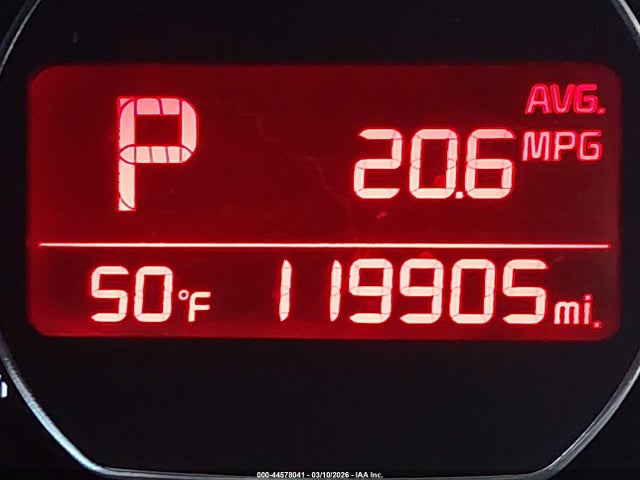 P 20.6 AVG. MPG
50°F 119905 mi.
000-44578041 - 03/10/2026 - IAA Inc.